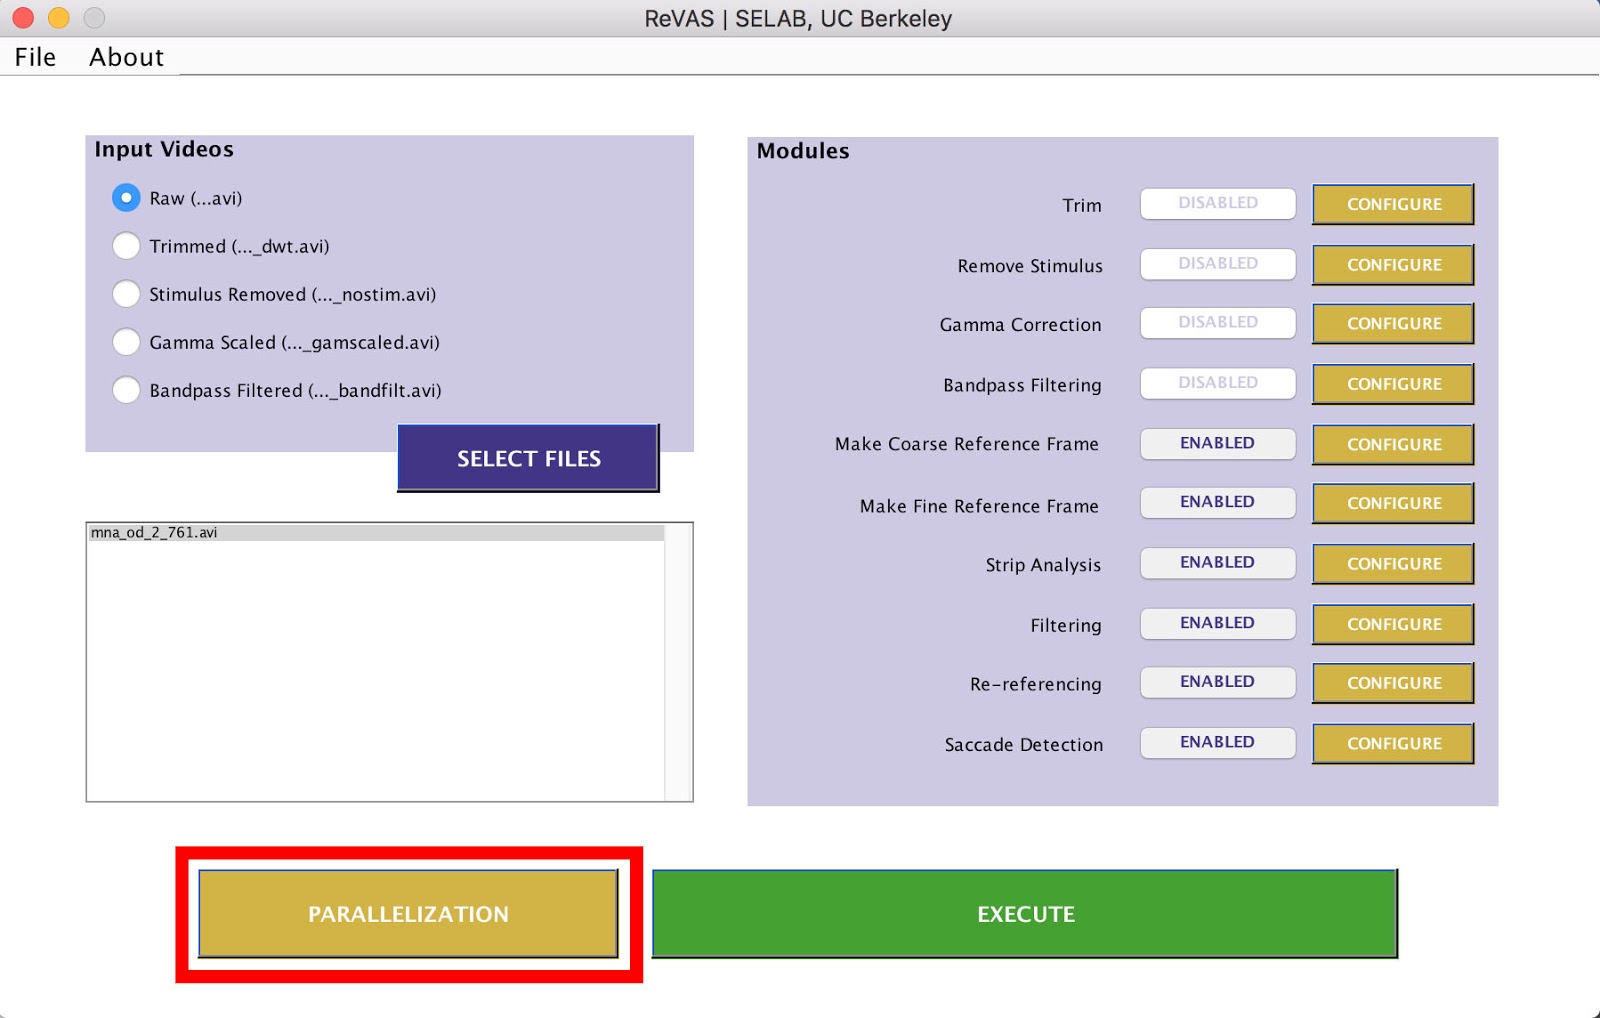 ReVAS | SELAB, UC Berkeley
File About
Input Videos
Raw (...avi)
Trimmed (..._dwt.avi)
Stimulus Removed (..._nostim.avi)
Gamma Scaled (..._gamscaled.avi)
Bandpass Filtered (..._bandfilt.avi)
SELECT FILES
mna_od_2_761.avi
Modules
Trim DISABLED CONFIGURE
Remove Stimulus DISABLED CONFIGURE
Gamma Correction DISABLED CONFIGURE
Bandpass Filtering DISABLED CONFIGURE
Make Coarse Reference Frame ENABLED CONFIGURE
Make Fine Reference Frame ENABLED CONFIGURE
Strip Analysis ENABLED CONFIGURE
Filtering ENABLED CONFIGURE
Re-referencing ENABLED CONFIGURE
Saccade Detection ENABLED CONFIGURE
PARALLELIZATION EXECUTE